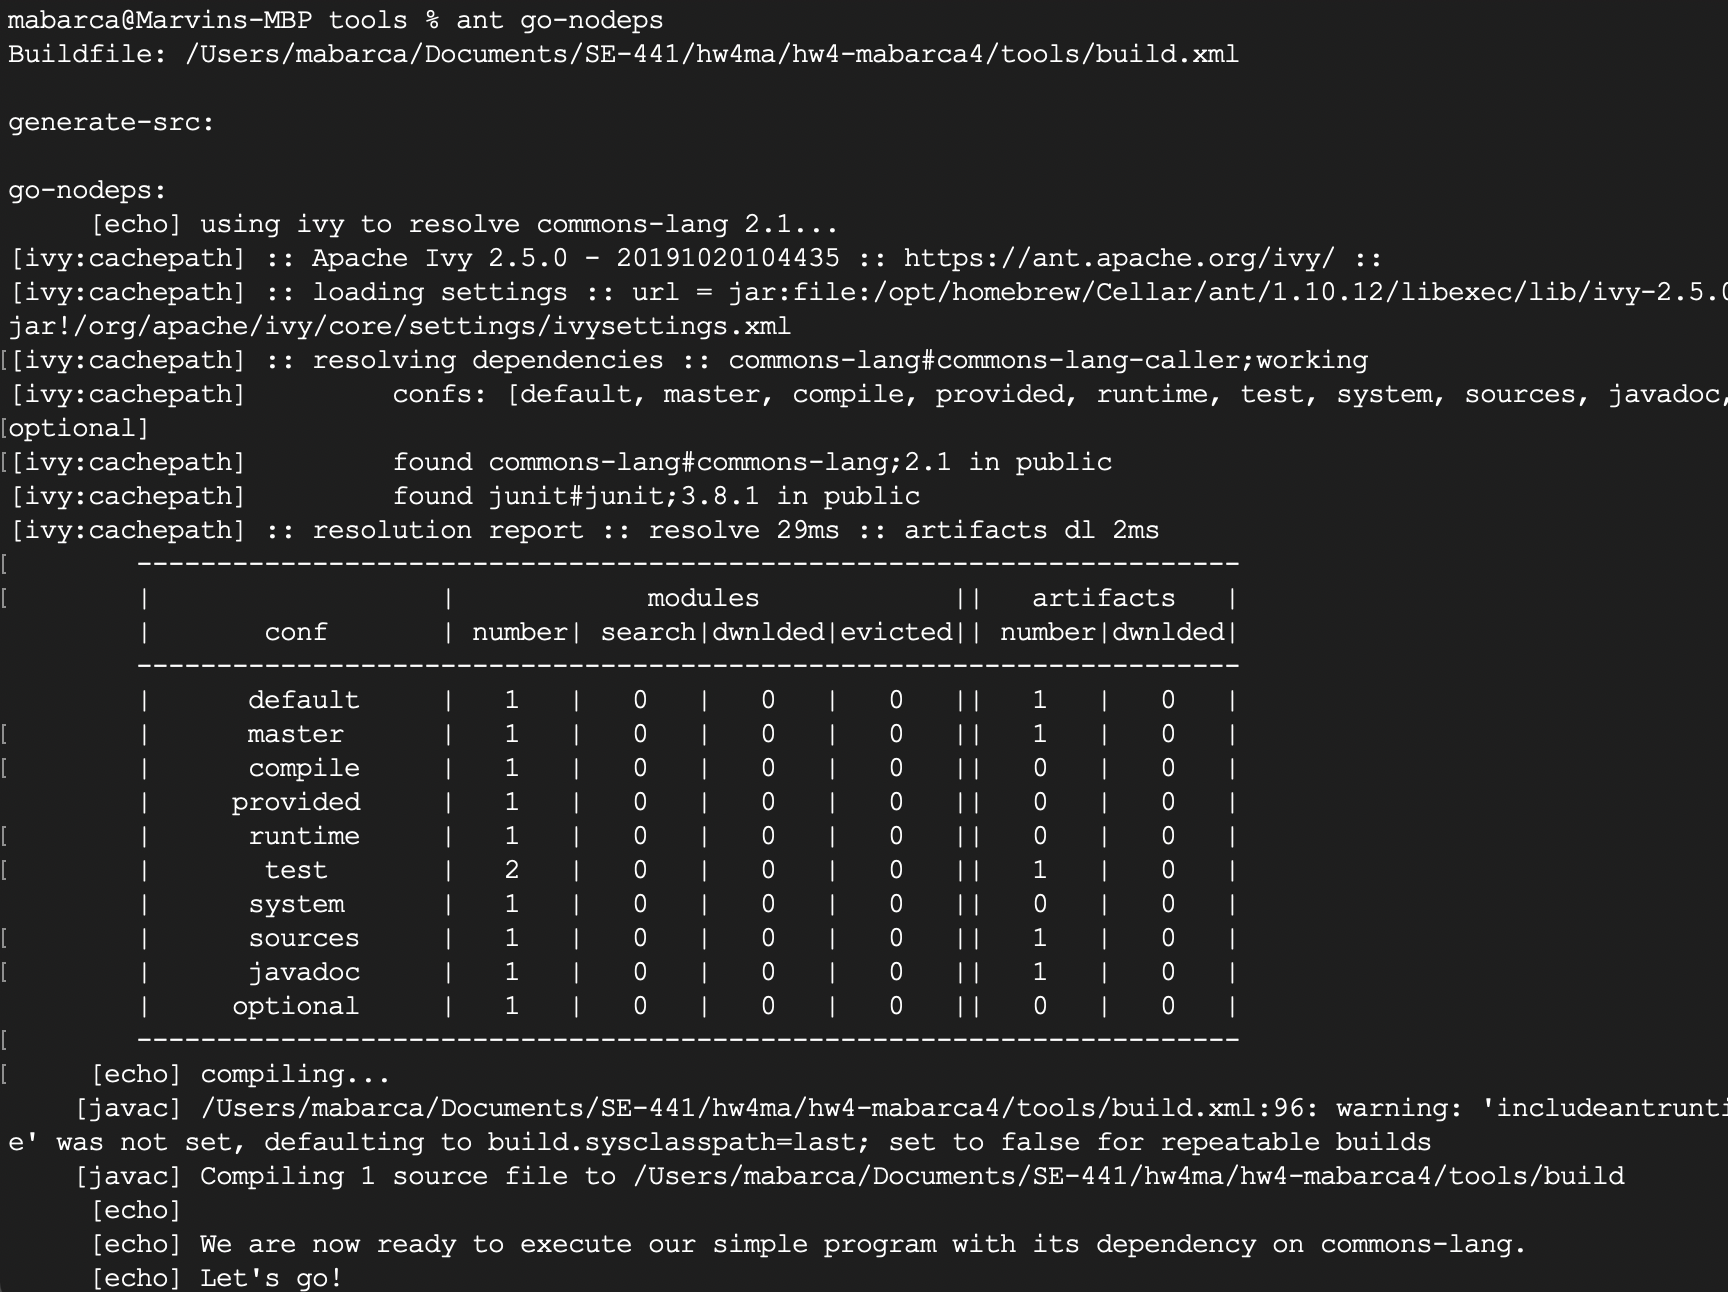 mabarca@Marvins-MBP tools % ant go-nodeps
Buildfile: /Users/mabarca/Documents/SE-441/hw4ma/hw4-mabarca4/tools/build.xml

generate-src:

go-nodeps:
     [echo] using ivy to resolve commons-lang 2.1...
[ivy:cachepath] :: Apache Ivy 2.5.0 - 20191020104435 :: https://ant.apache.org/ivy/ ::
[ivy:cachepath] :: loading settings :: url = jar:file:/opt/homebrew/Cellar/ant/1.10.12/libexec/lib/ivy-2.5.0
jar!/org/apache/ivy/core/settings/ivysettings.xml
[[ivy:cachepath] :: resolving dependencies :: commons-lang#commons-lang-caller;working
[ivy:cachepath]         confs: [default, master, compile, provided, runtime, test, system, sources, javadoc,
[optional]
[[ivy:cachepath]         found commons-lang#commons-lang;2.1 in public
[ivy:cachepath]         found junit#junit;3.8.1 in public
[ivy:cachepath] :: resolution report :: resolve 29ms :: artifacts dl 2ms
[       ---------------------------------------------------------------------
[       |                  |            modules            ||   artifacts   |
        |       conf       | number| search|dwnlded|evicted|| number|dwnlded|
        ---------------------------------------------------------------------
        |      default     |   1   |   0   |   0   |   0   ||   1   |   0   |
[       |      master      |   1   |   0   |   0   |   0   ||   1   |   0   |
[       |      compile     |   1   |   0   |   0   |   0   ||   0   |   0   |
        |     provided     |   1   |   0   |   0   |   0   ||   0   |   0   |
[       |      runtime     |   1   |   0   |   0   |   0   ||   0   |   0   |
[       |       test       |   2   |   0   |   0   |   0   ||   1   |   0   |
        |      system      |   1   |   0   |   0   |   0   ||   0   |   0   |
[       |      sources     |   1   |   0   |   0   |   0   ||   1   |   0   |
[       |      javadoc     |   1   |   0   |   0   |   0   ||   1   |   0   |
        |     optional     |   1   |   0   |   0   |   0   ||   0   |   0   |
[       ---------------------------------------------------------------------
[    [echo] compiling...
    [javac] /Users/mabarca/Documents/SE-441/hw4ma/hw4-mabarca4/tools/build.xml:96: warning: 'includeantrunti
e' was not set, defaulting to build.sysclasspath=last; set to false for repeatable builds
    [javac] Compiling 1 source file to /Users/mabarca/Documents/SE-441/hw4ma/hw4-mabarca4/tools/build
     [echo]
     [echo] We are now ready to execute our simple program with its dependency on commons-lang.
     [echo] Let's go!